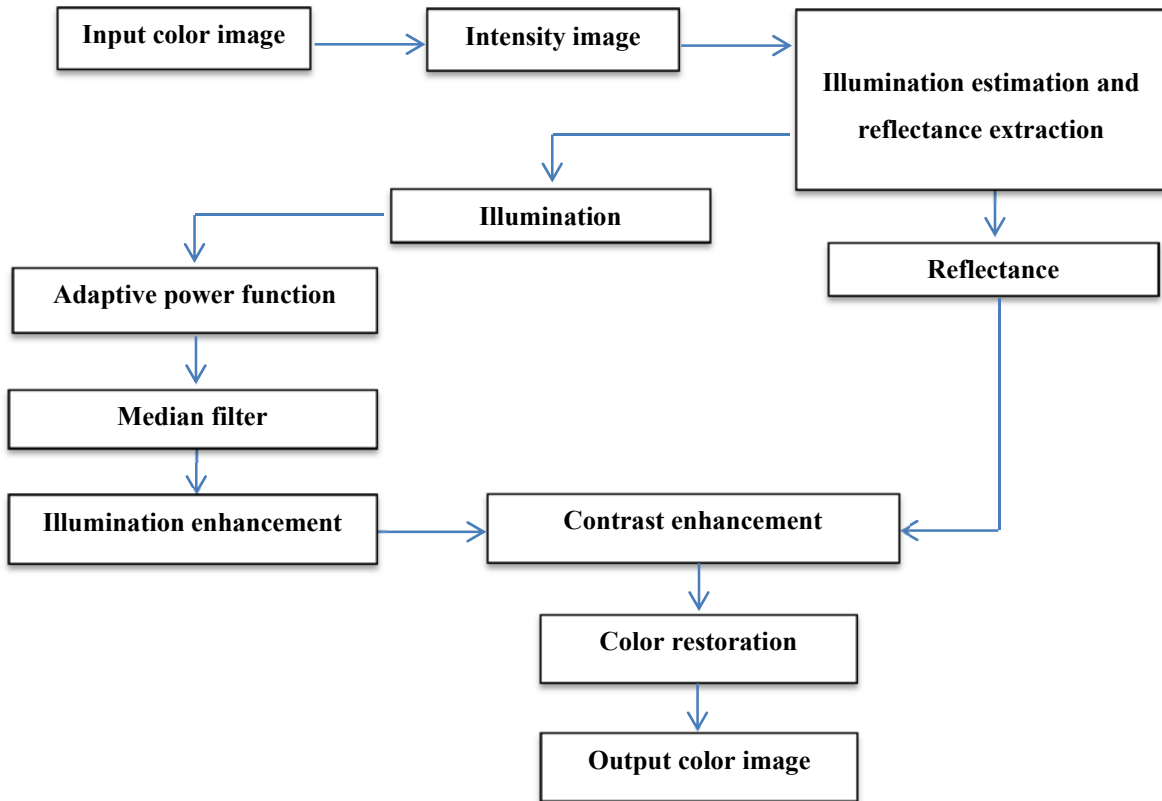 Input color image
Intensity image
Illumination estimation and
reflectance extraction
Illumination
Reflectance
Adaptive power function
Median filter
Illumination enhancement
Contrast enhancement
Color restoration
Output color image